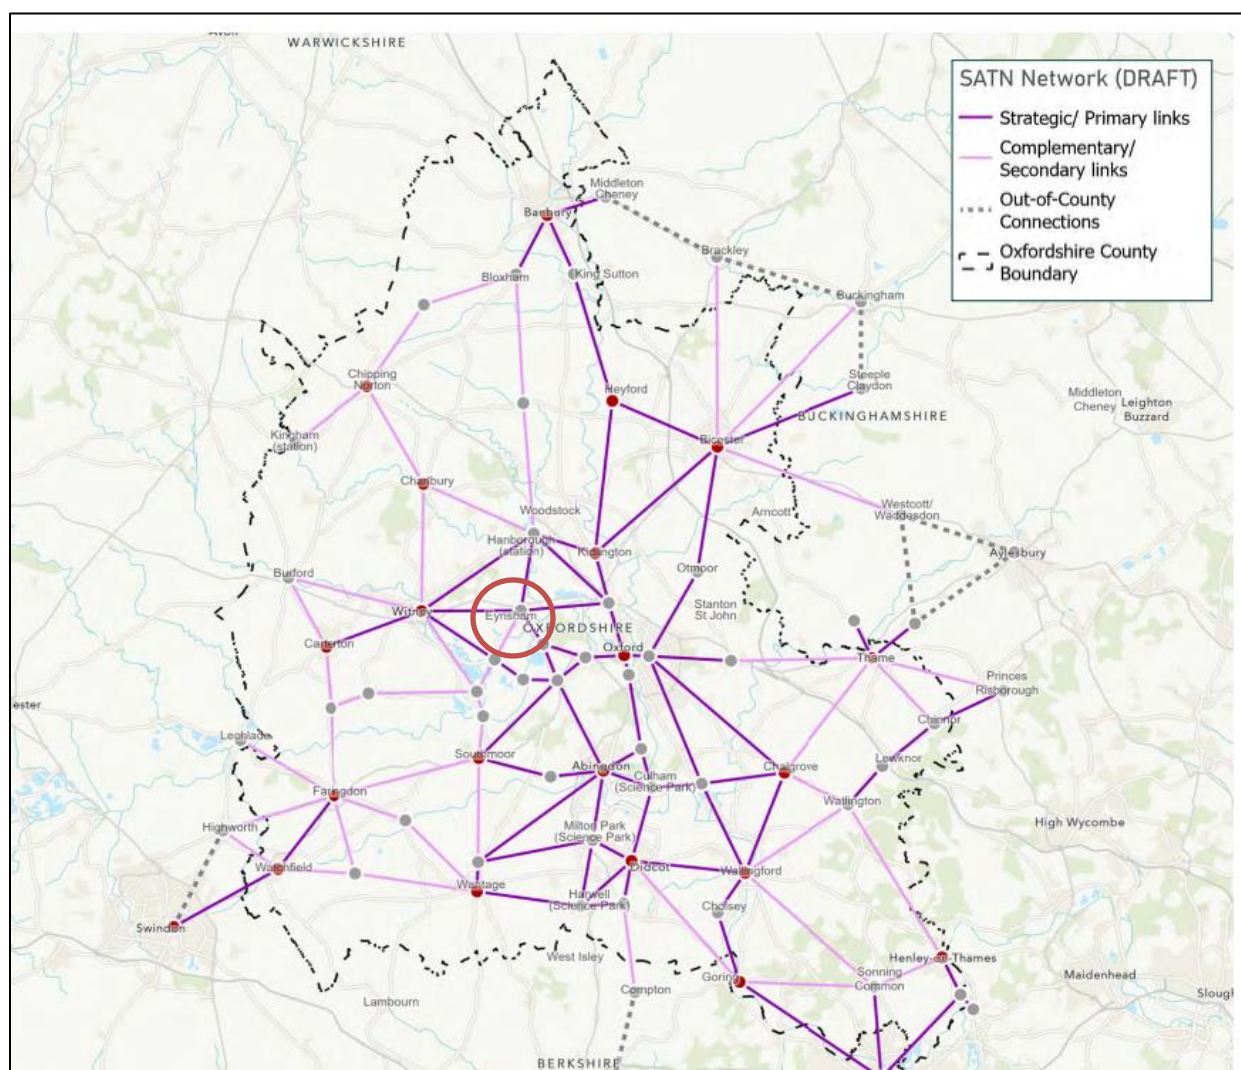 WARWICKSHIRE
SATN Network (DRAFT)
Strategic/ Primary links
Complementary/
Secondary links
Out-of-County
Connections
Oxfordshire County
Boundary
Middleton
Cheney
Banbury
Brackley
Bloxham
King Sutton
Buckingham
Chipping
Norton
Heyford
Steeple
Claydon
Middleton
Cheney
Leighton
Buzzard
BUCKINGHAMSHIRE
Kingham
(station)
Bicester
Charlbury
Woodstock
Arncott
Westcott/
Waddesdon
Hanborough
(station)
Kidlington
Aylesbury
Burford
Otmoor
Witney
Eynsham
Stanton
St John
OXFORDSHIRE
Carterton
Oxford
Thame
Princes
Risborough
ester
Lechlade
Chinnor
Southmoor
Abingdon
Lewknor
Culham
(Science Park)
Chalgrove
Faringdon
Watlington
Highworth
Milton Park
(Science Park)
High Wycombe
Watchfield
Didcot
Wallingford
Wantage
Harwell
(Science Park)
Cholsey
Swindon
West Isley
Henley-on-Thames
Goring
Sonning
Common
Maidenhead
Compton
Slough
Lambourn
BERKSHIRE